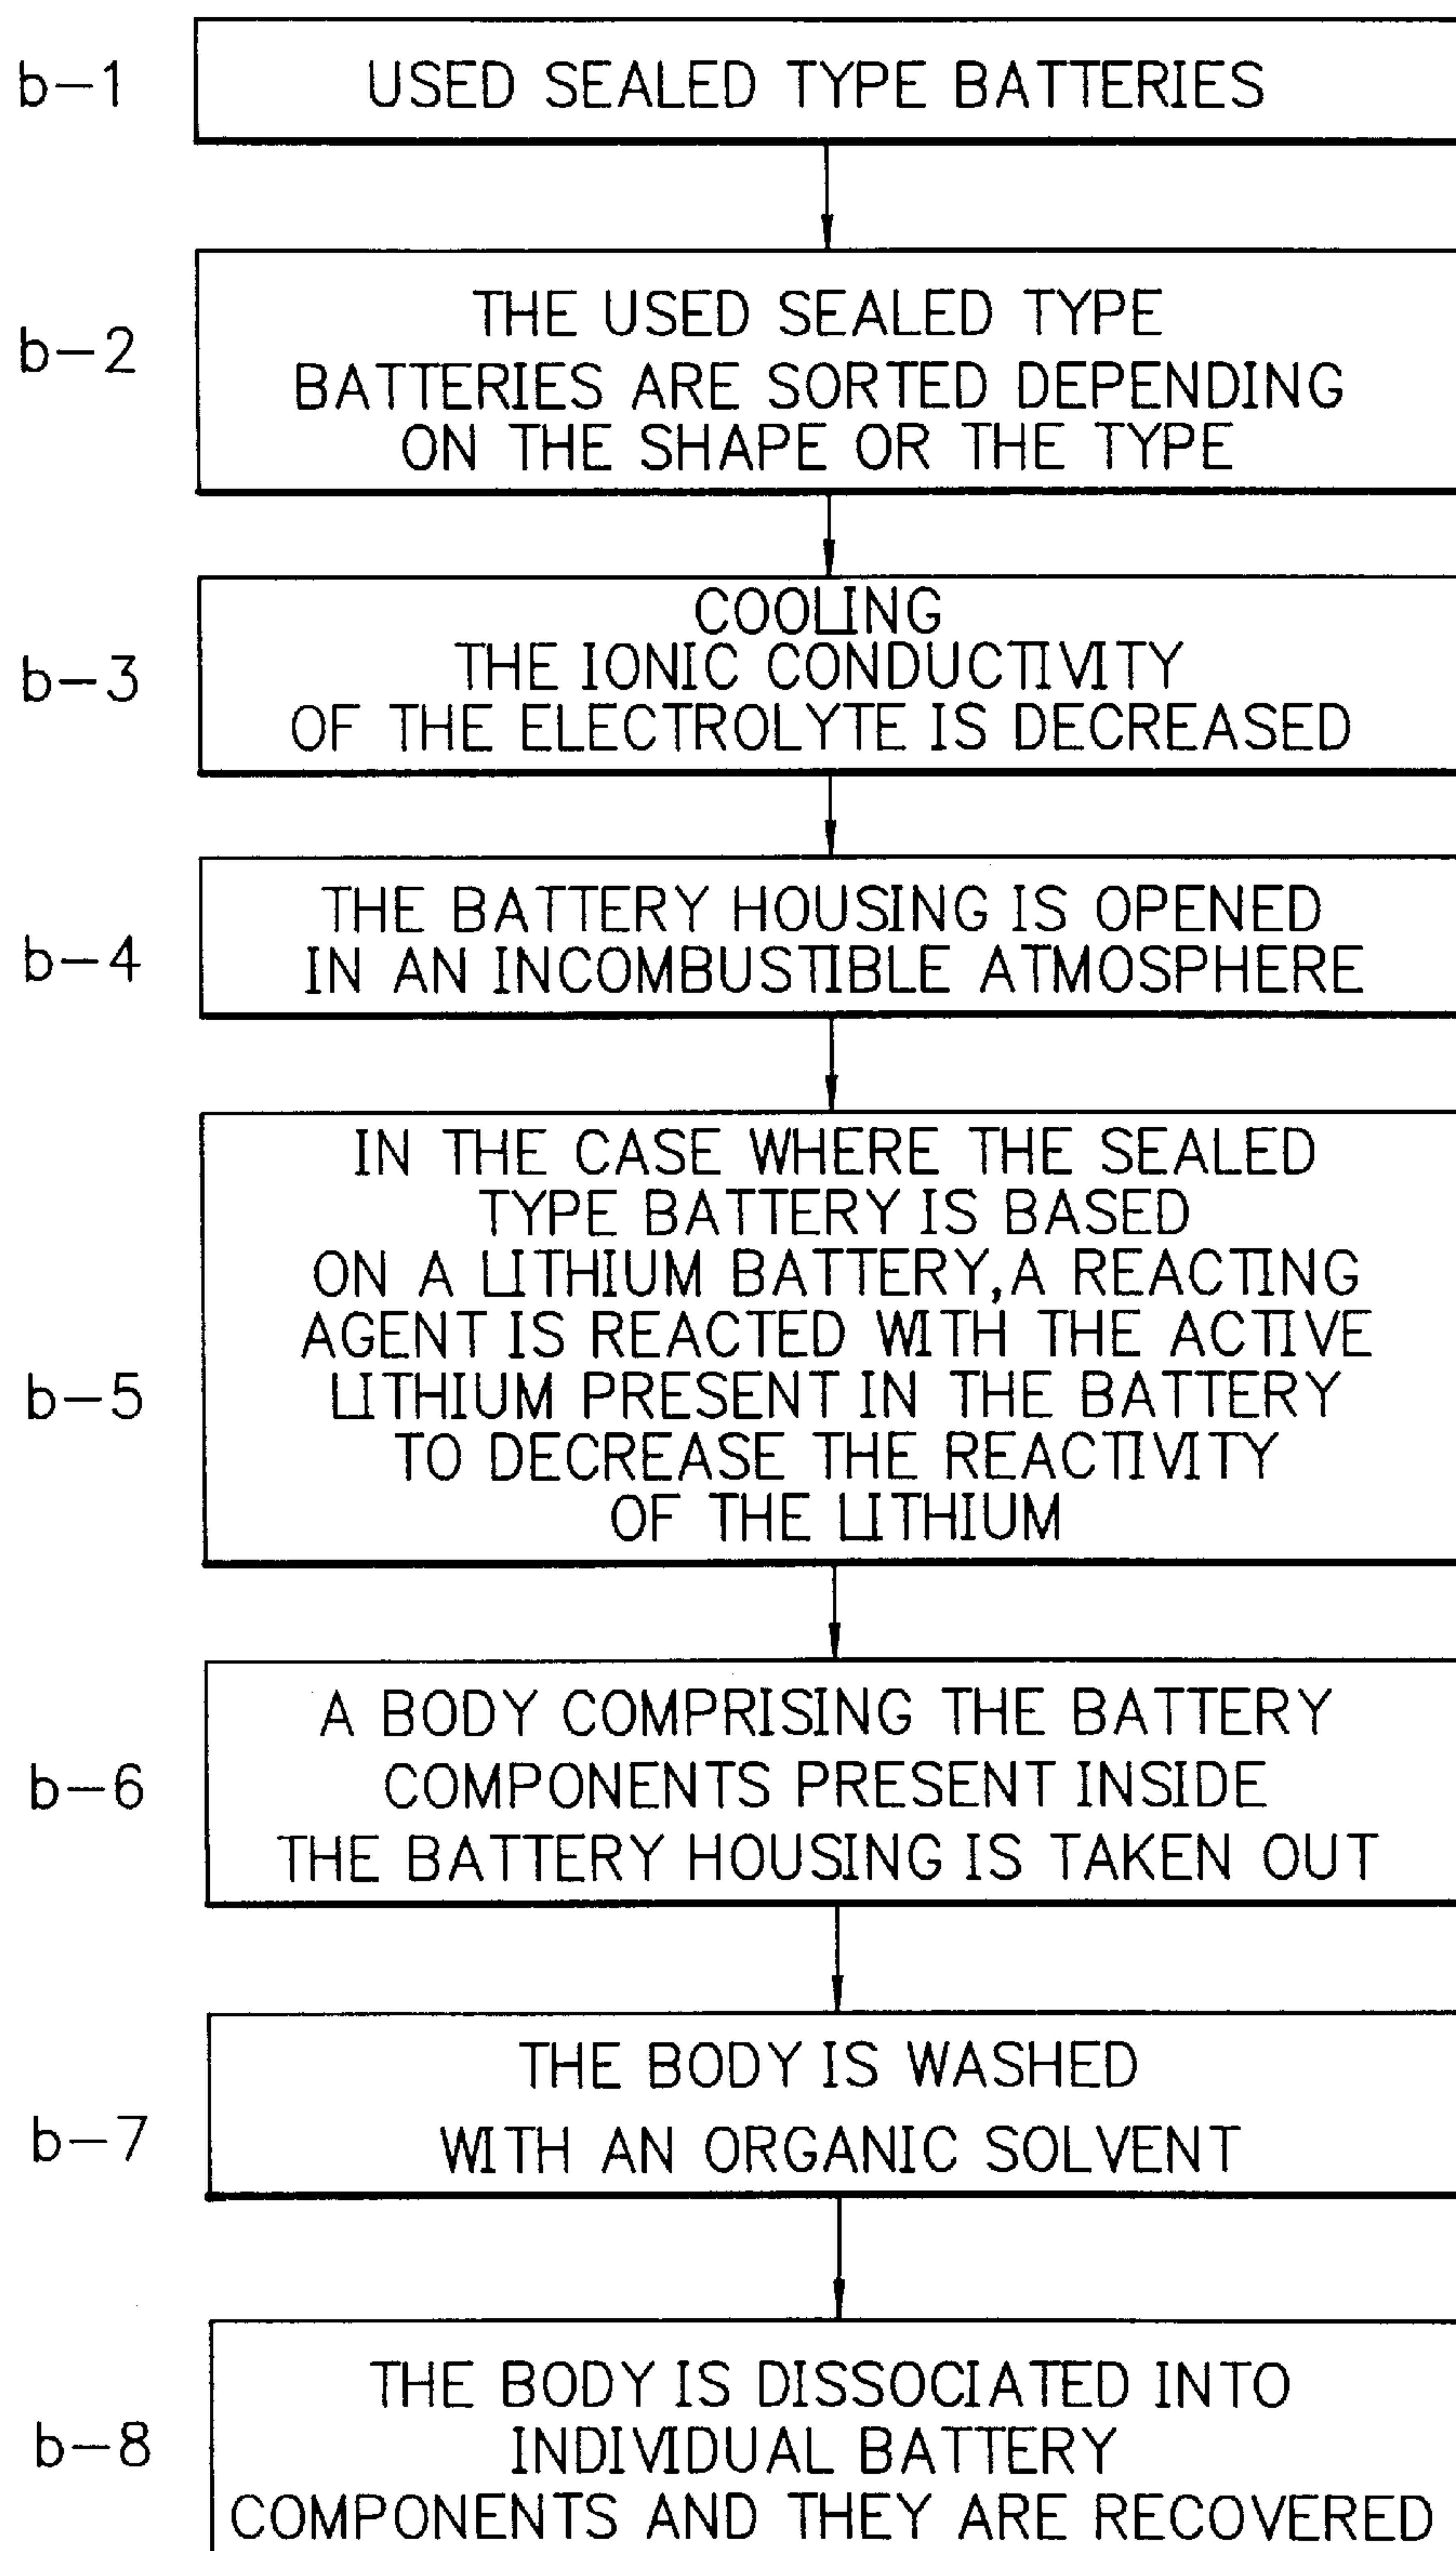 b-1
USED SEALED TYPE BATTERIES
b-2
THE USED SEALED TYPE
BATTERIES ARE SORTED DEPENDING
ON THE SHAPE OR THE TYPE
b-3
COOLING
THE IONIC CONDUCTIVITY
OF THE ELECTROLYTE IS DECREASED
b-4
THE BATTERY HOUSING IS OPENED
IN AN INCOMBUSTIBLE ATMOSPHERE
b-5
IN THE CASE WHERE THE SEALED
TYPE BATTERY IS BASED
ON A LITHIUM BATTERY, A REACTING
AGENT IS REACTED WITH THE ACTIVE
LITHIUM PRESENT IN THE BATTERY
TO DECREASE THE REACTIVITY
OF THE LITHIUM
b-6
A BODY COMPRISING THE BATTERY
COMPONENTS PRESENT INSIDE
THE BATTERY HOUSING IS TAKEN OUT
b-7
THE BODY IS WASHED
WITH AN ORGANIC SOLVENT
b-8
THE BODY IS DISSOCIATED INTO
INDIVIDUAL BATTERY
COMPONENTS AND THEY ARE RECOVERED